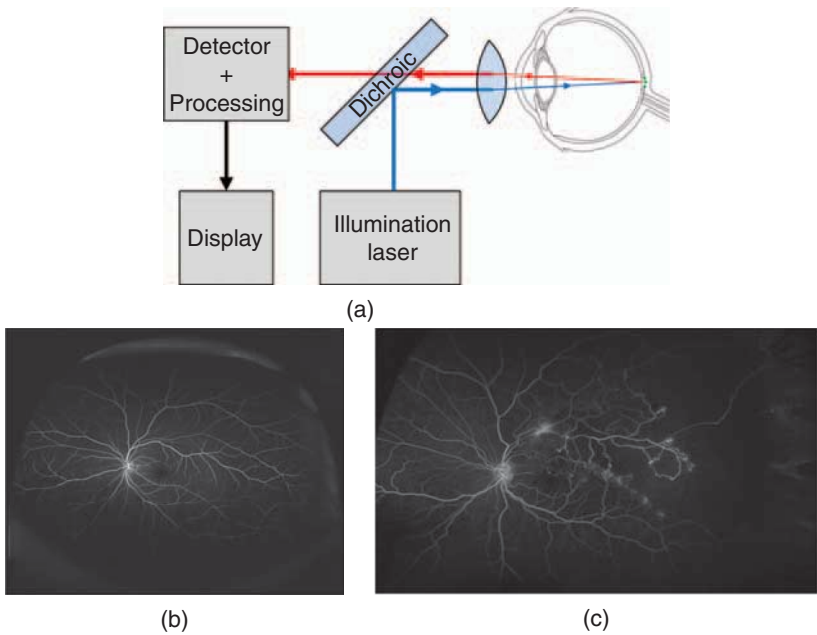 Detector
+
Processing
Dichroic
Display
Illumination
laser
(a)
(b)
(c)